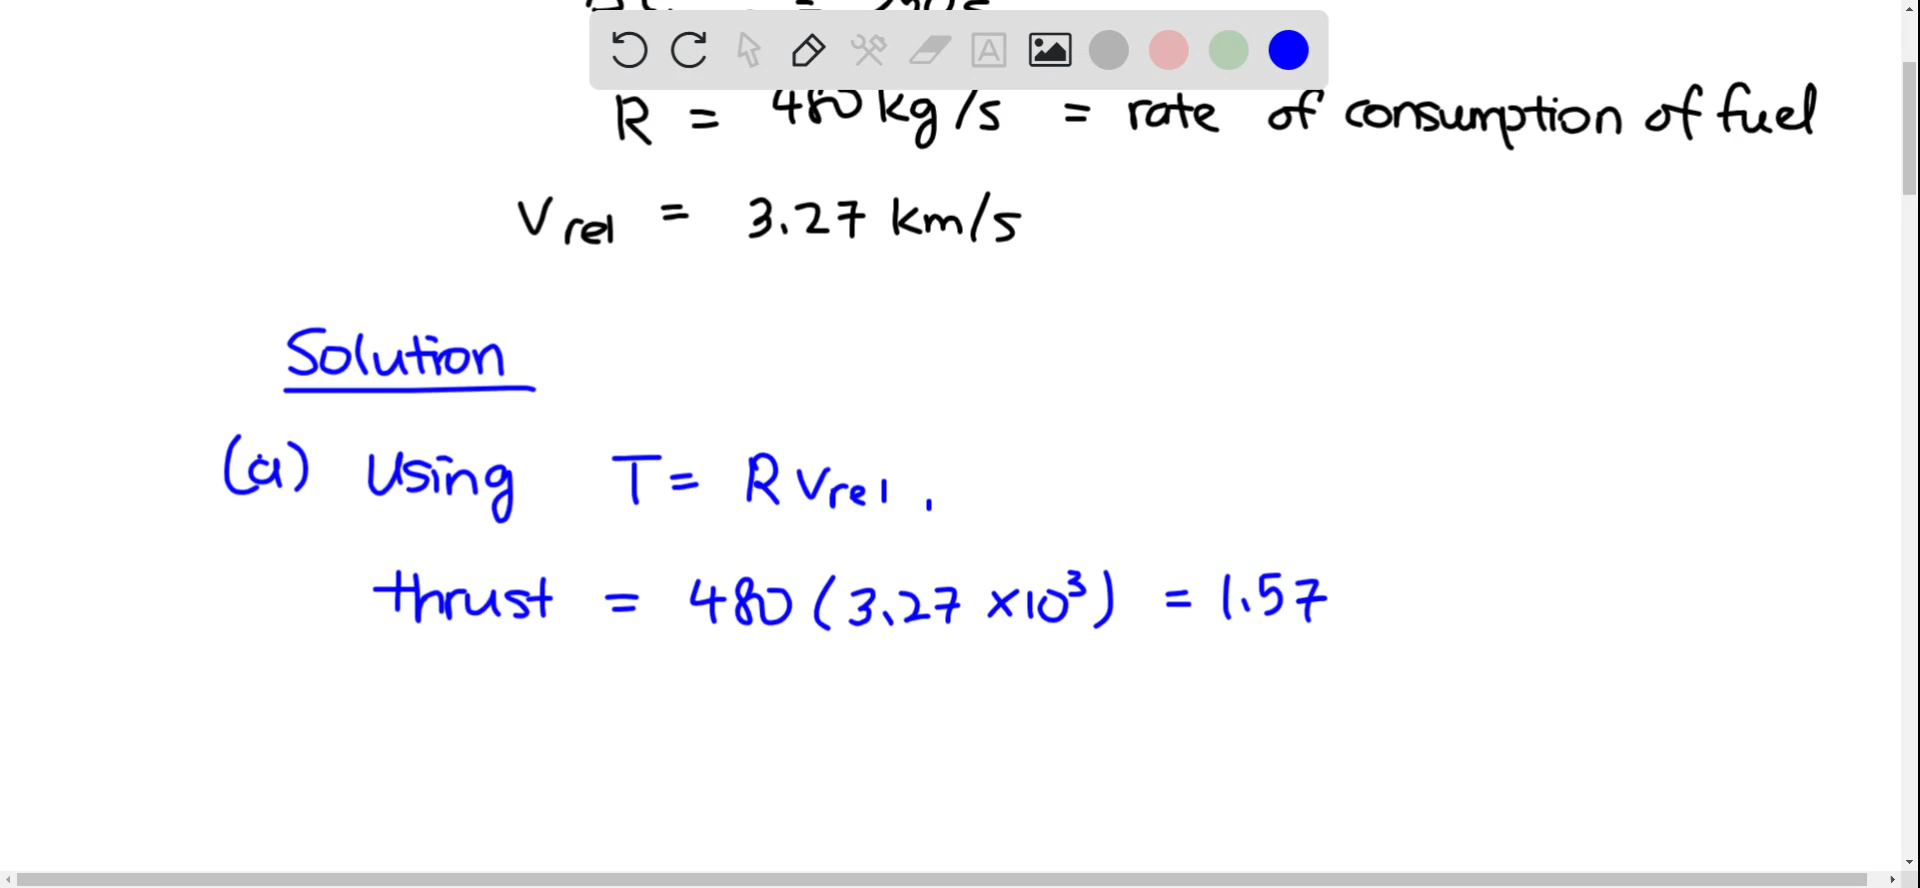 R = 480 kg/s = rate of consumption of fuel
Vrel = 3.27 km/s
Solution
(a) Using T = R Vrel,
thrust = 480 (3.27 ×10³) = 1.57